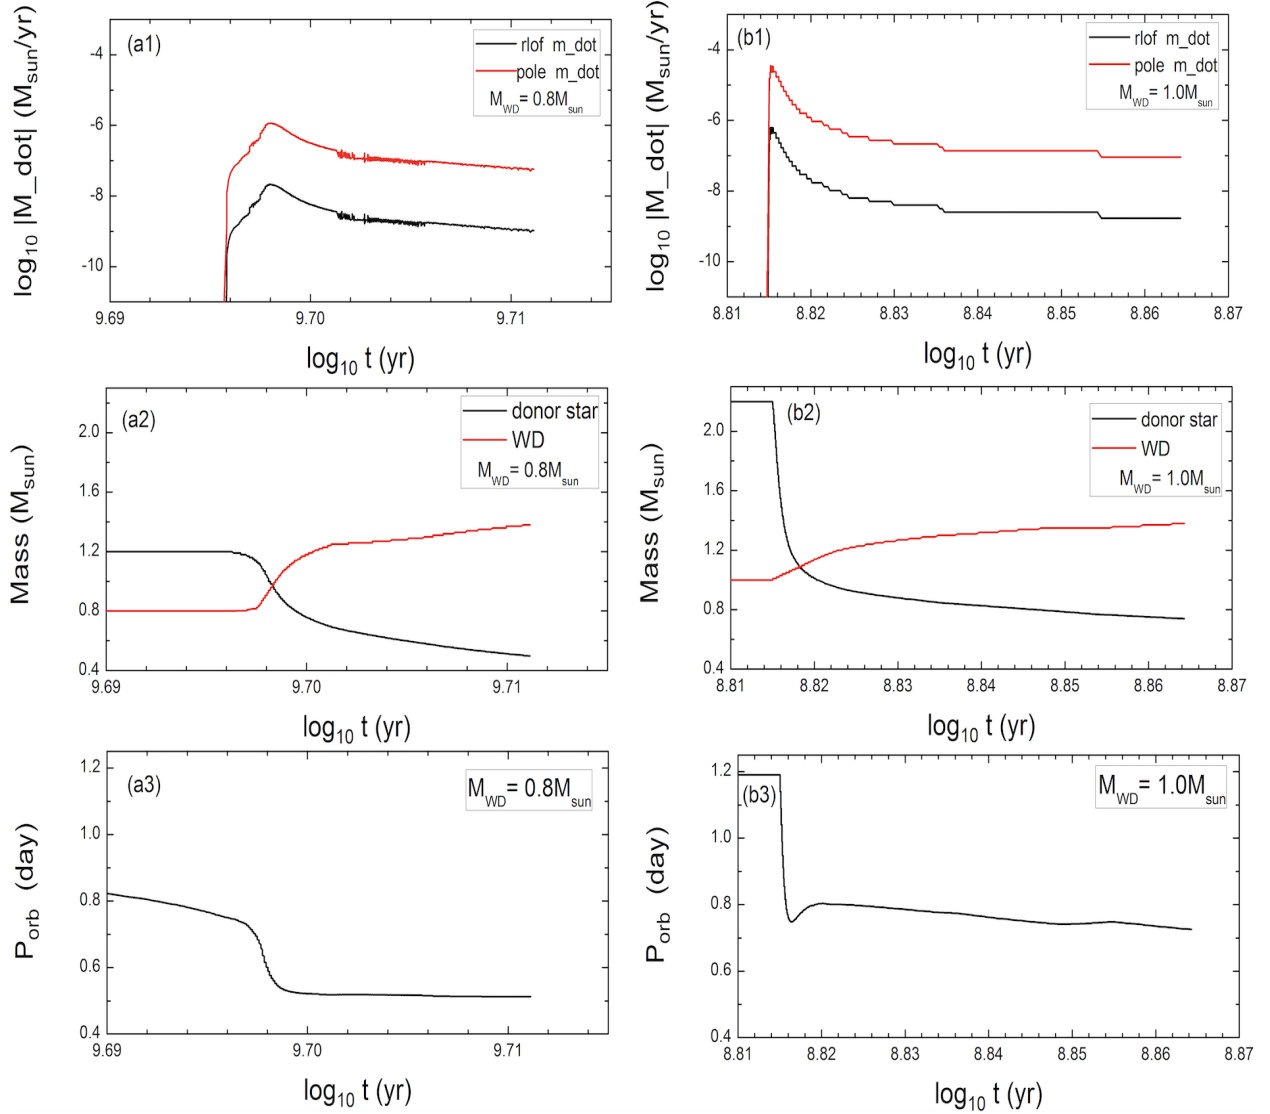 (a1)
rlof m_dot
pole m_dot
M_WD= 0.8M_sun
log₁₀ |M_dot| (M_sun/yr)
-4
-6
-8
-10
9.69 9.70 9.71
log₁₀ t (yr)
(b1)
rlof m_dot
pole m_dot
M_WD= 1.0M_sun
log₁₀ |M_dot| (M_sun/yr)
-4
-6
-8
-10
8.81 8.82 8.83 8.84 8.85 8.86 8.87
log₁₀ t (yr)
(a2)
donor star
WD
M_WD= 0.8M_sun
Mass (M_sun)
2.0
1.6
1.2
0.8
0.4
9.69 9.70 9.71
log₁₀ t (yr)
(b2)
donor star
WD
M_WD= 1.0M_sun
Mass (M_sun)
2.0
1.6
1.2
0.8
0.4
8.81 8.82 8.83 8.84 8.85 8.86 8.87
log₁₀ t (yr)
(a3)
M_WD= 0.8M_sun
P_orb (day)
1.2
1.0
0.8
0.6
0.4
9.69 9.70 9.71
log₁₀ t (yr)
(b3)
M_WD= 1.0M_sun
P_orb (day)
1.2
1.0
0.8
0.6
0.4
8.81 8.82 8.83 8.84 8.85 8.86 8.87
log₁₀ t (yr)